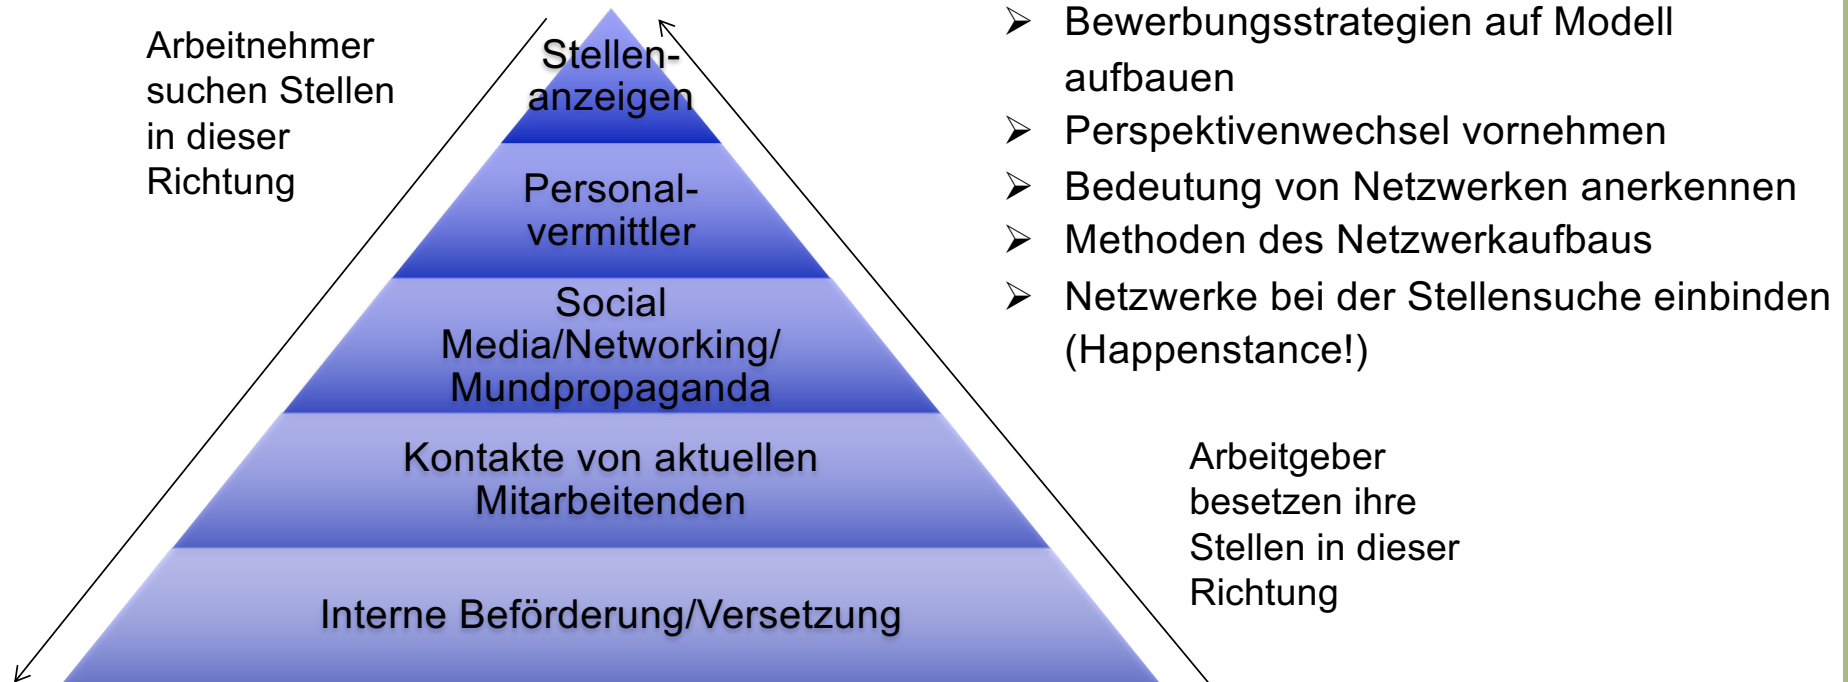 Arbeitnehmer
suchen Stellen
in dieser
Richtung
Stellen-
anzeigen
Personal-
vermittler
Social
Media/Networking/
Mundpropaganda
Kontakte von aktuellen
Mitarbeitenden
Interne Beförderung/Versetzung
➢ Bewerbungsstrategien auf Modell
aufbauen
➢ Perspektivenwechsel vornehmen
➢ Bedeutung von Netzwerken anerkennen
➢ Methoden des Netzwerkaufbaus
➢ Netzwerke bei der Stellensuche einbinden
(Happenstance!)
Arbeitgeber
besetzen ihre
Stellen in dieser
Richtung